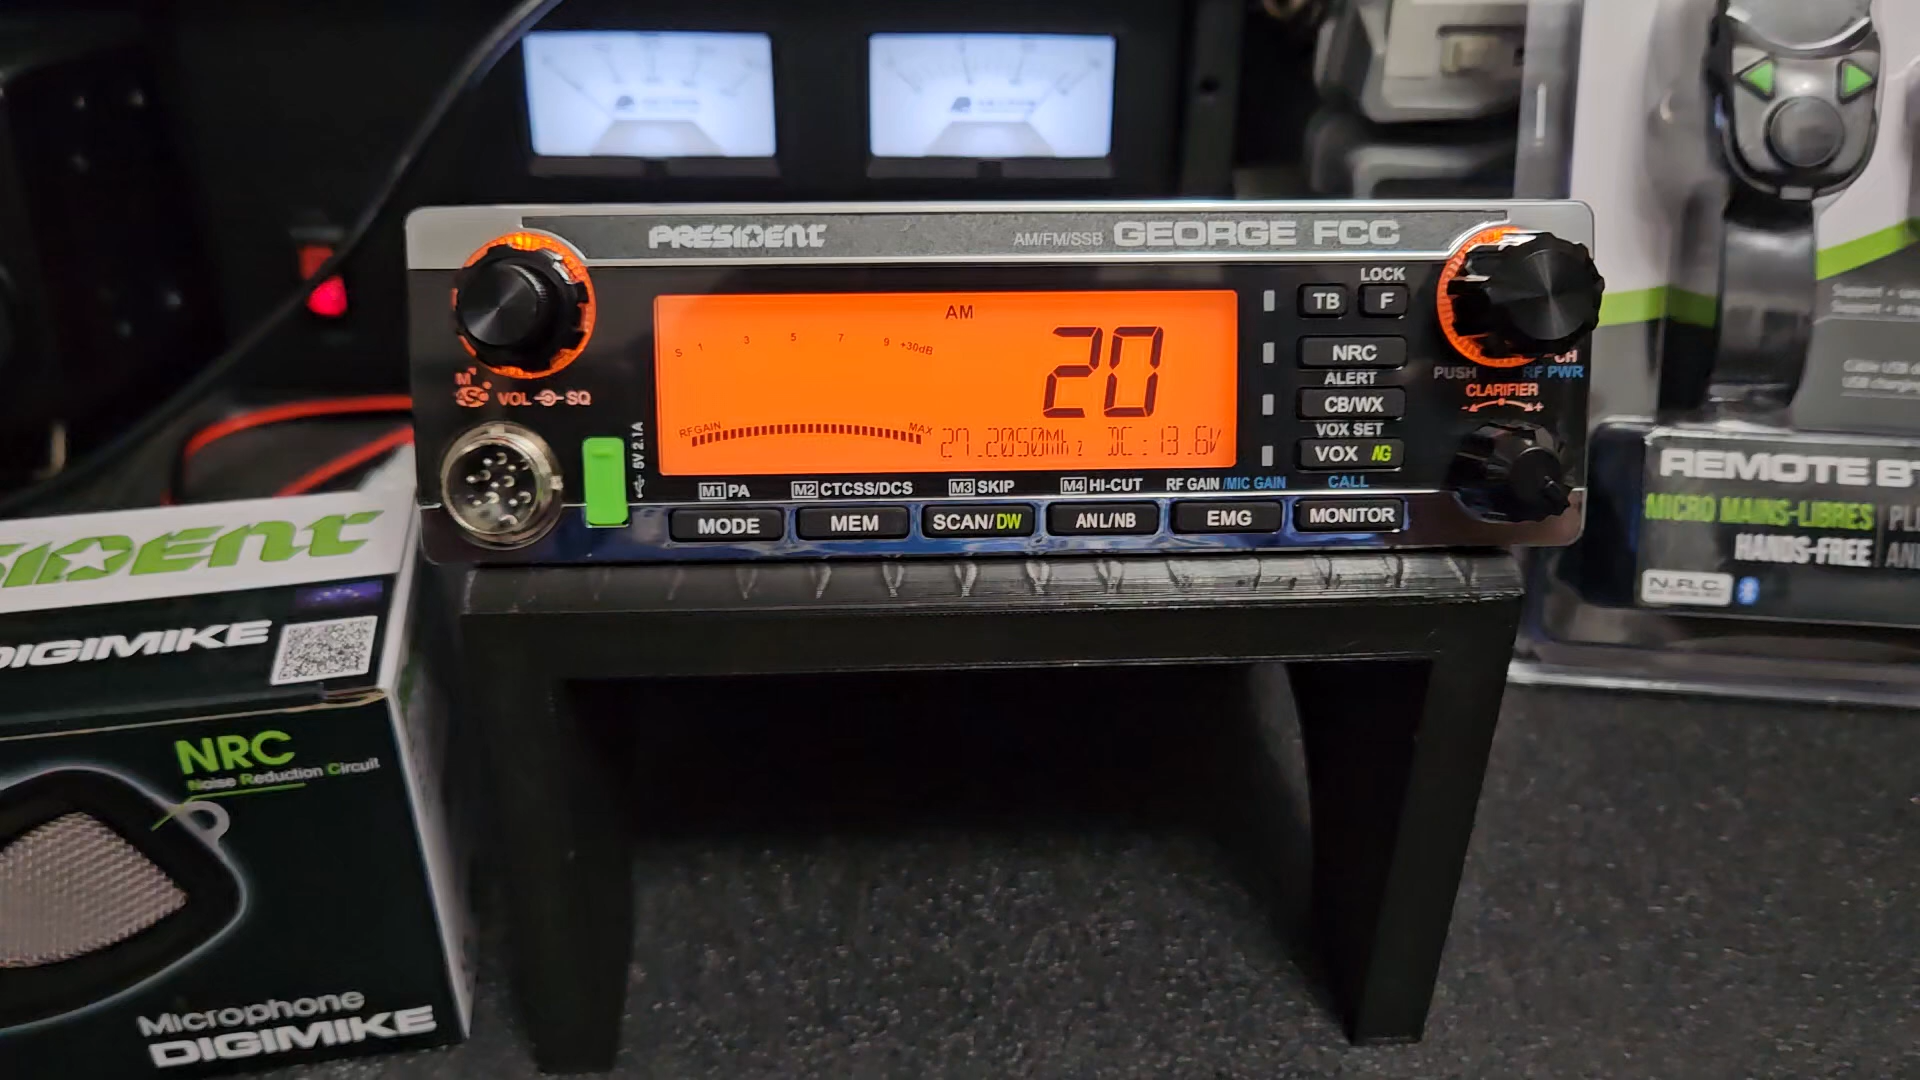 PRESIDENT
AM/FM/SSB GEORGE FCC
LOCK
TB F
AM
S 1 3 5 7 9 +30dB
20
NRC
ALERT
CB/WX
VOX SET
VOX NG
CALL
PUSH
CH
RF PWR
CLARIFIER
- +
M
ASC VOL SQ
5V 2.1A
RFGAIN MAX
27.2050MHz DC:13.6V
M1 PA M2 CTCSS/DCS M3 SKIP M4 HI-CUT RF GAIN /MIC GAIN
MODE MEM SCAN/DW ANL/NB EMG MONITOR
SIDENT
DIGIMIKE
NRC
Noise Reduction Circuit
Microphone
DIGIMIKE
REMOTE BT
MICRO MAINS-LIBRES
HANDS-FREE
N.R.C.